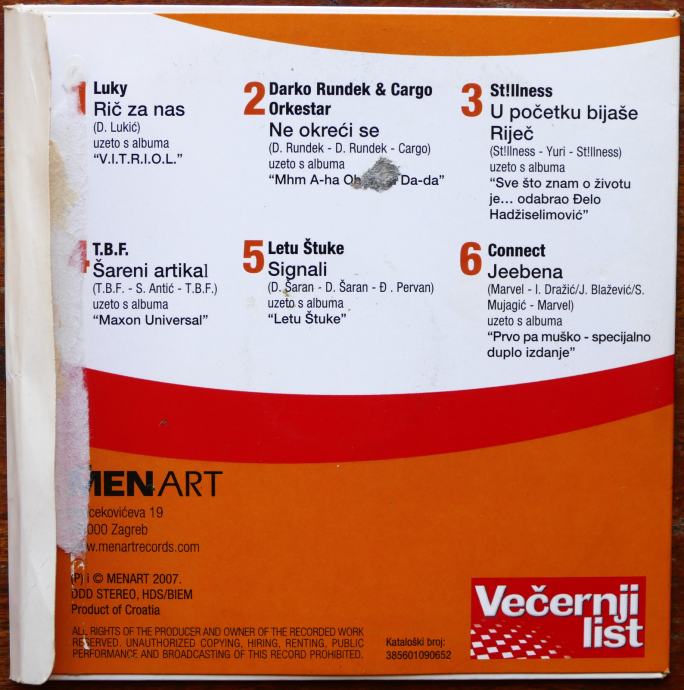 1 Luky
Rič za nas
(D. Lukić)
uzeto s albuma
“V.I.T.R.I.O.L.”
2 Darko Rundek & Cargo
Orkestar
Ne okreći se
(D. Rundek - D. Rundek - Cargo)
uzeto s albuma
“Mhm A-ha Da-da”
3 St!llness
U početku bijaše
Riječ
(St!llness - Yuri - St!llness)
uzeto s albuma
“Sve što znam o životu
je... odabrao Đelo
Hadžiselimović”
4 T.B.F.
Šareni artikal
(T.B.F. - S. Antić - T.B.F.)
uzeto s albuma
“Maxon Universal”
5 Letu Štuke
Signali
(D. Šaran - D. Šaran - Đ . Pervan)
uzeto s albuma
“Letu Štuke”
6 Connect
Jeebena
(Marvel - I. Dražić/J. Blažević/S.
Mujagić - Marvel)
uzeto s albuma
“Prvo pa muško - specijalno
duplo izdanje”
MENART
19
Zagreb
www.menartrecords.com
(P) i © MENART 2007.
DDD STEREO, HDS/BIEM
Product of Croatia
ALL RIGHTS OF THE PRODUCER AND OWNER OF THE RECORDED WORK
RESERVED. UNAUTHORIZED COPYING, HIRING, RENTING, PUBLIC
PERFORMANCE AND BROADCASTING OF THIS RECORD PROHIBITED.
Kataloški broj:
385601090652
Večernji
list